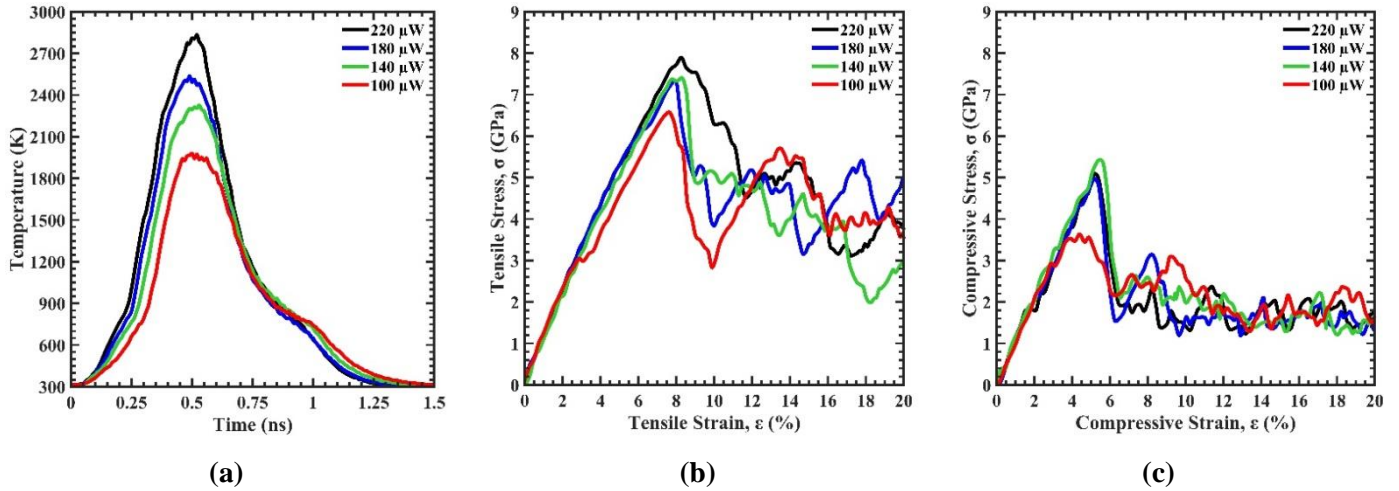 3000
2700
2400
2100
1800
1500
1200
900
600
300
Temperature (K)
0 0.25 0.5 0.75 1 1.25 1.5
Time (ns)
220 µW
180 µW
140 µW
100 µW
(a)
9
8
7
6
5
4
3
2
1
0
Tensile Stress, σ (GPa)
0 2 4 6 8 10 12 14 16 18 20
Tensile Strain, ε (%)
220 µW
180 µW
140 µW
100 µW
(b)
9
8
7
6
5
4
3
2
1
0
Compressive Stress, σ (GPa)
0 2 4 6 8 10 12 14 16 18 20
Compressive Strain, ε (%)
220 µW
180 µW
140 µW
100 µW
(c)